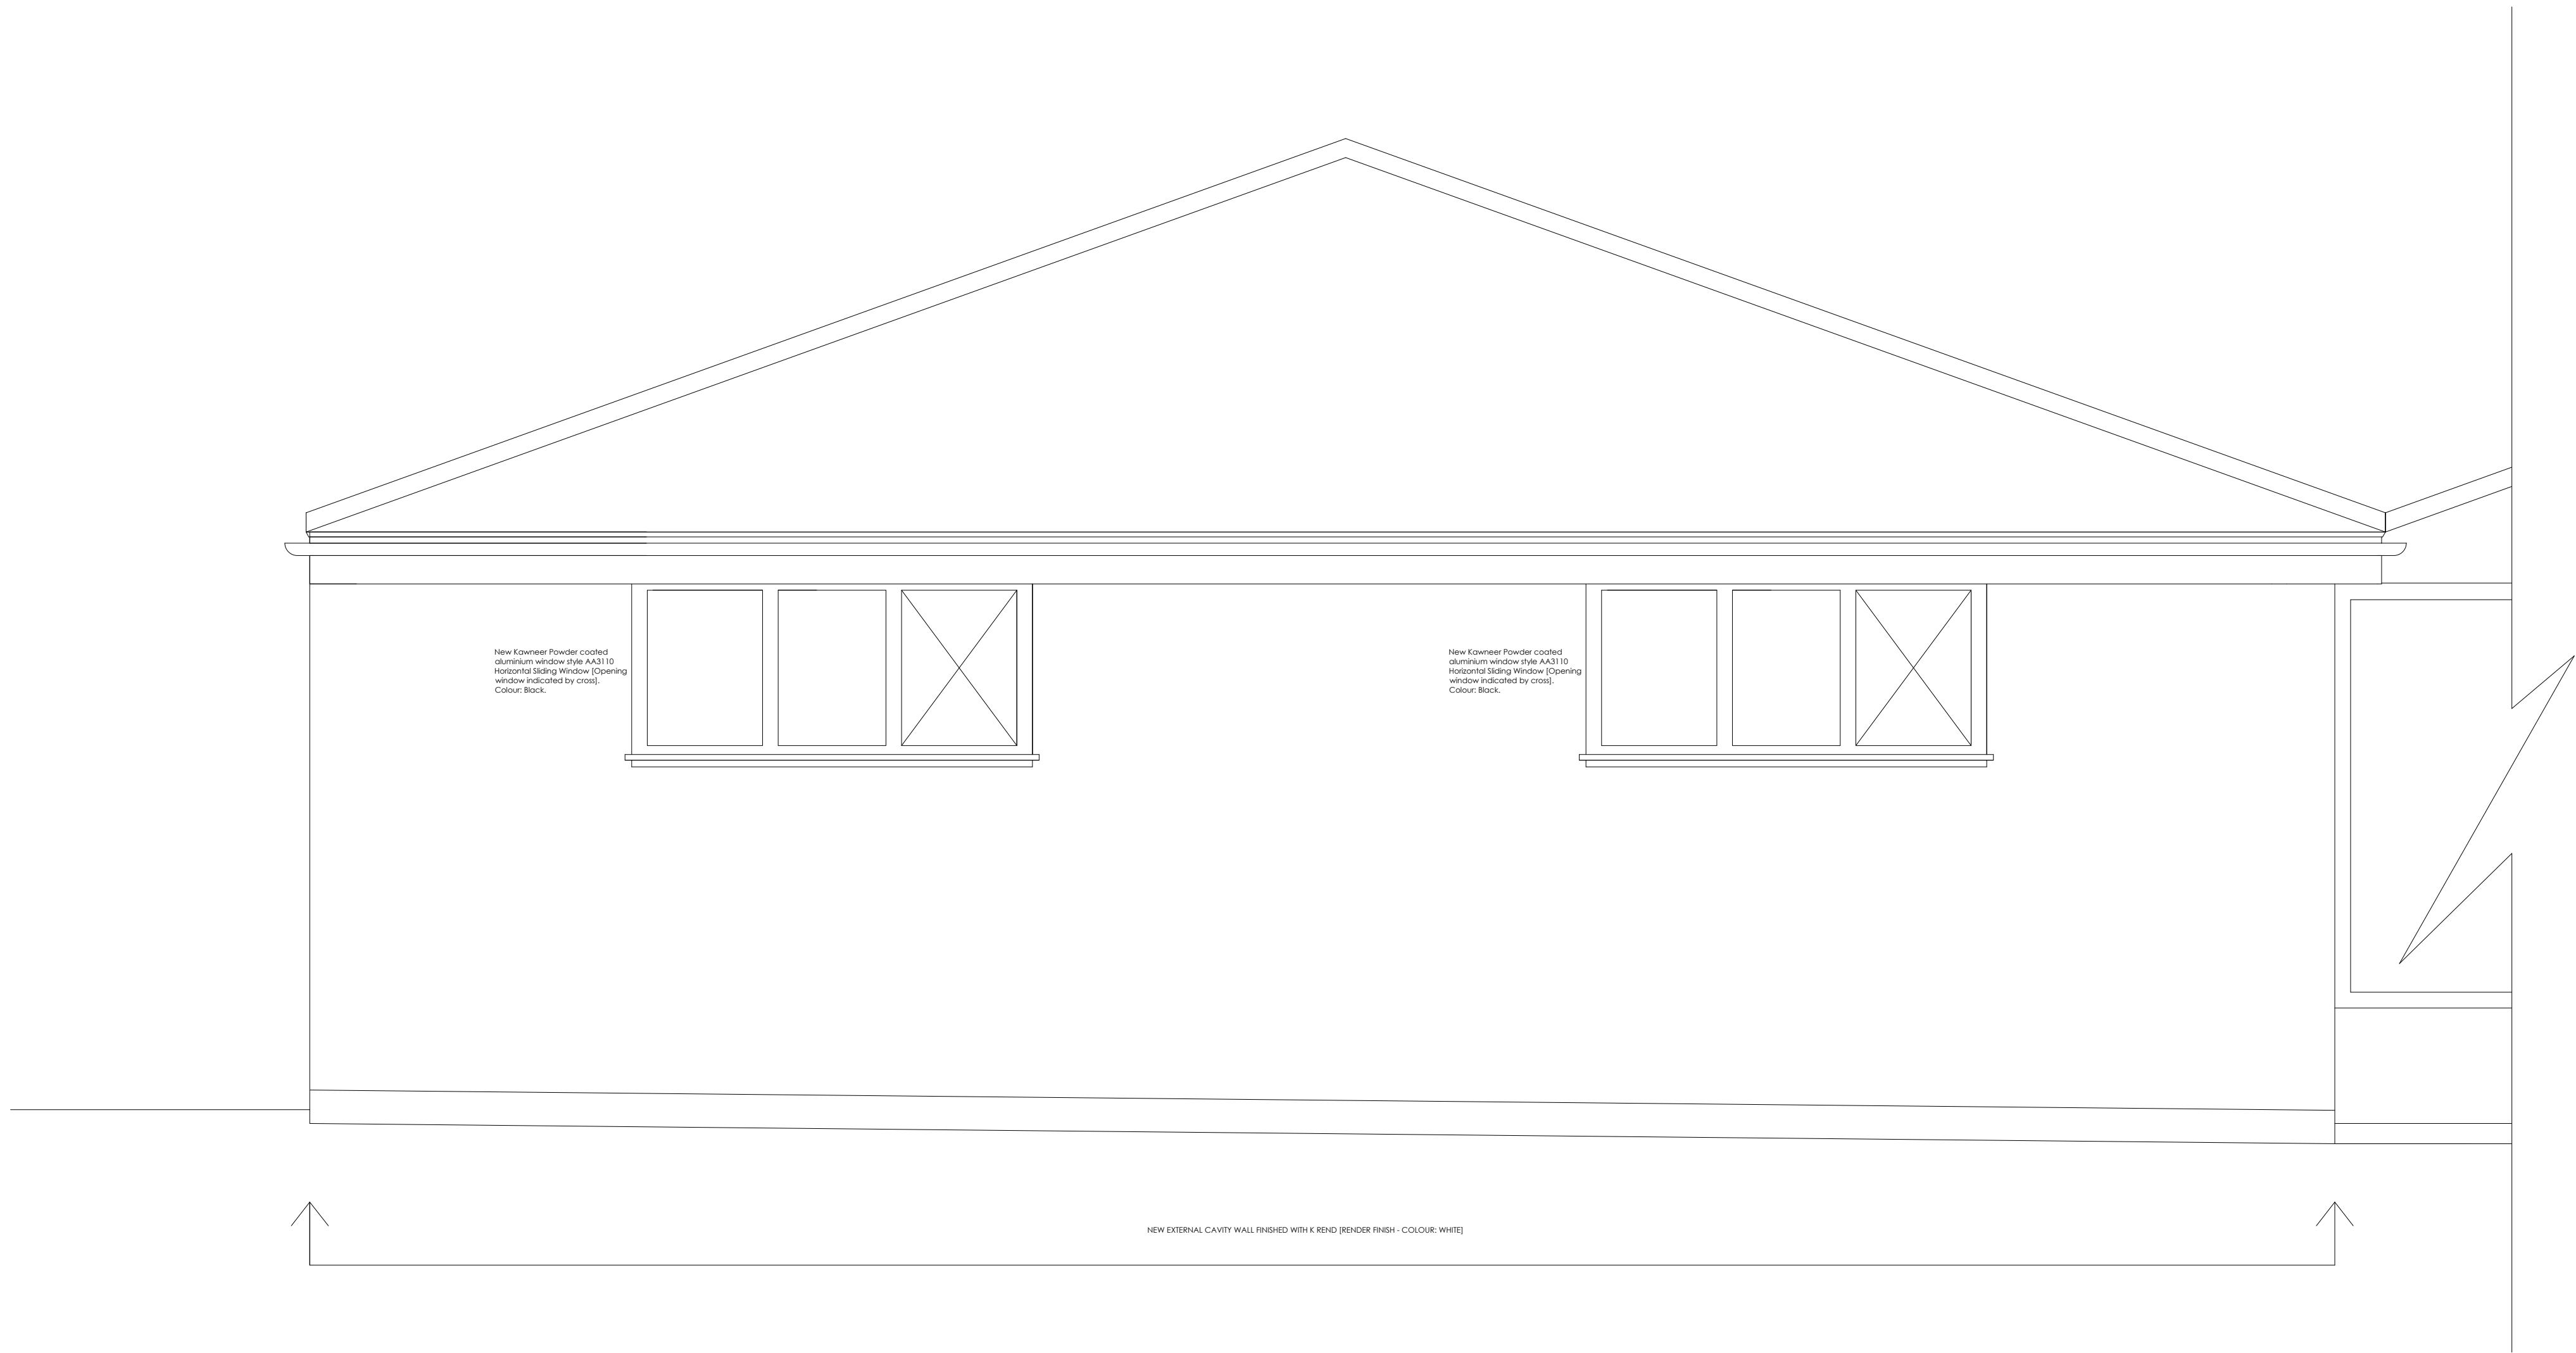 New Kawneer Powder coated
aluminium window style AA3110
Horizontal Sliding Window [Opening
window indicated by cross].
Colour: Black.
New Kawneer Powder coated
aluminium window style AA3110
Horizontal Sliding Window [Opening
window indicated by cross].
Colour: Black.
NEW EXTERNAL CAVITY WALL FINISHED WITH K REND [RENDER FINISH - COLOUR: WHITE]